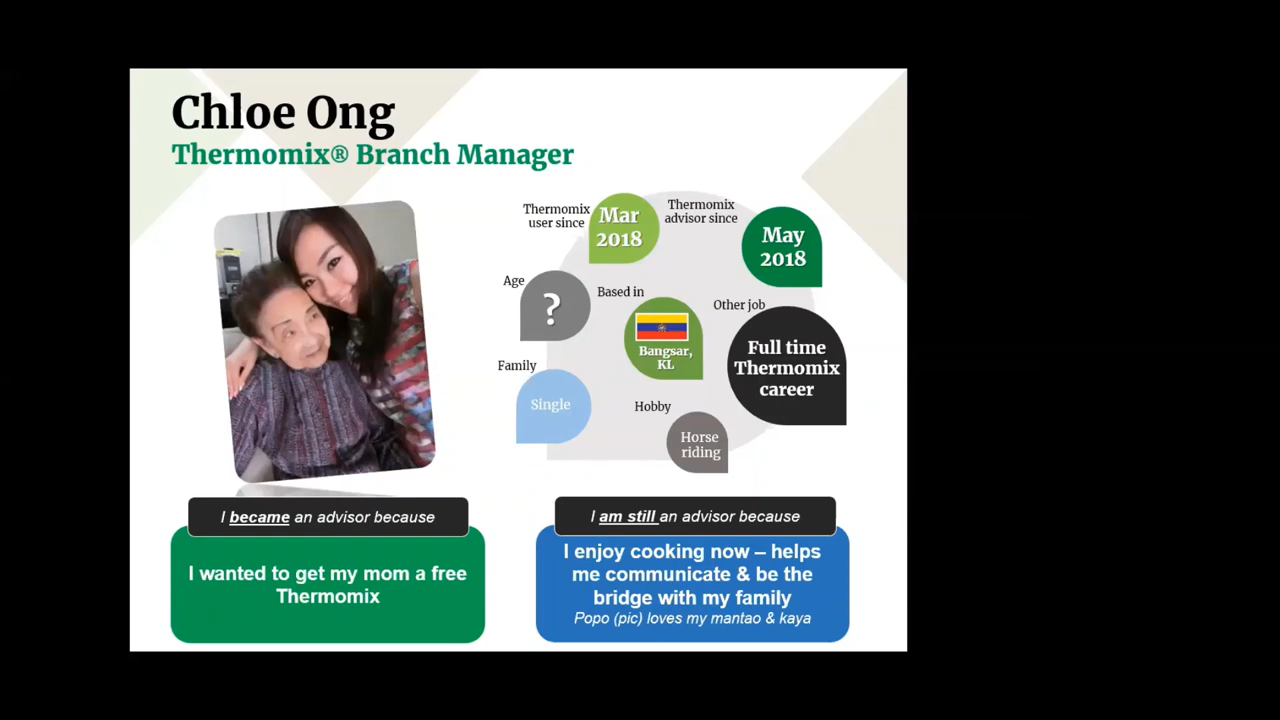 Chloe Ong
Thermomix® Branch Manager
Thermomix
user since
Mar
2018
Thermomix
advisor since
May
2018
Age
?
Based in
Bangsar,
KL
Other job
Full time
Thermomix
career
Family
Single
Hobby
Horse
riding
I became an advisor because
I wanted to get my mom a free
Thermomix
I am still an advisor because
I enjoy cooking now – helps
me communicate & be the
bridge with my family
Popo (pic) loves my mantao & kaya